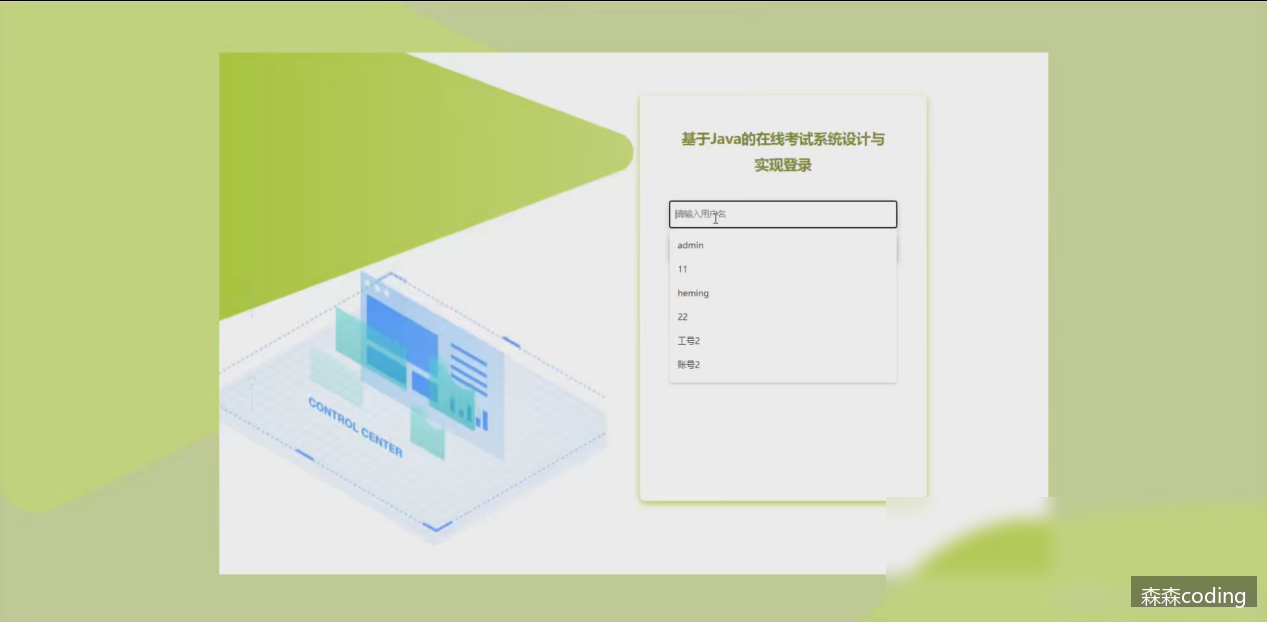 基于Java的在线考试系统设计与
实现登录
请输入用户名
admin
11
heming
22
工号2
账号2
CONTROL CENTER
森森coding